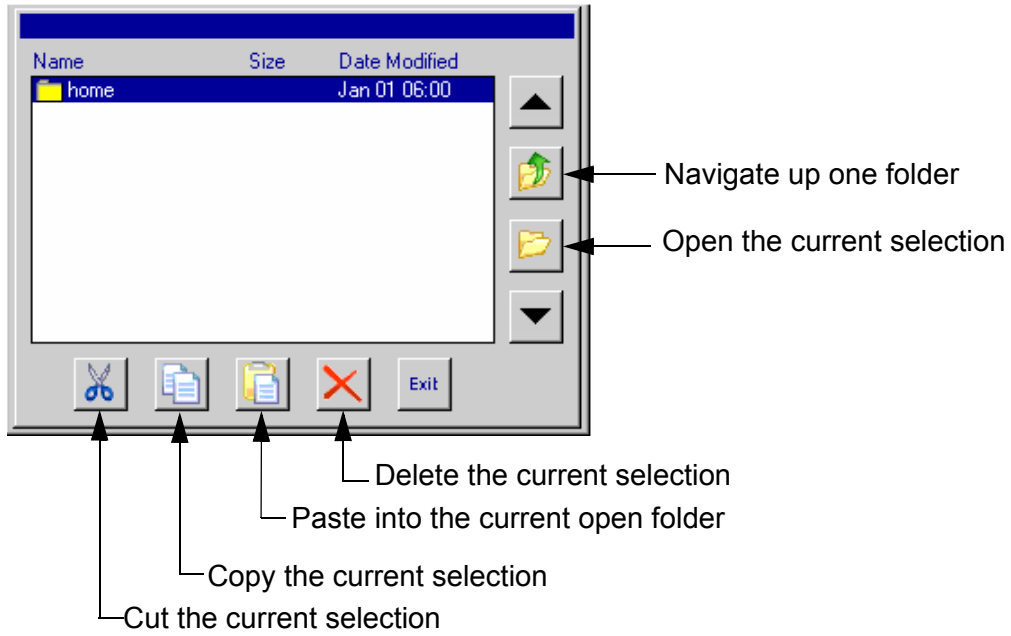 Name Size Date Modified
home Jan 01 06:00
Navigate up one folder
Open the current selection
Exit
Delete the current selection
Paste into the current open folder
Copy the current selection
Cut the current selection